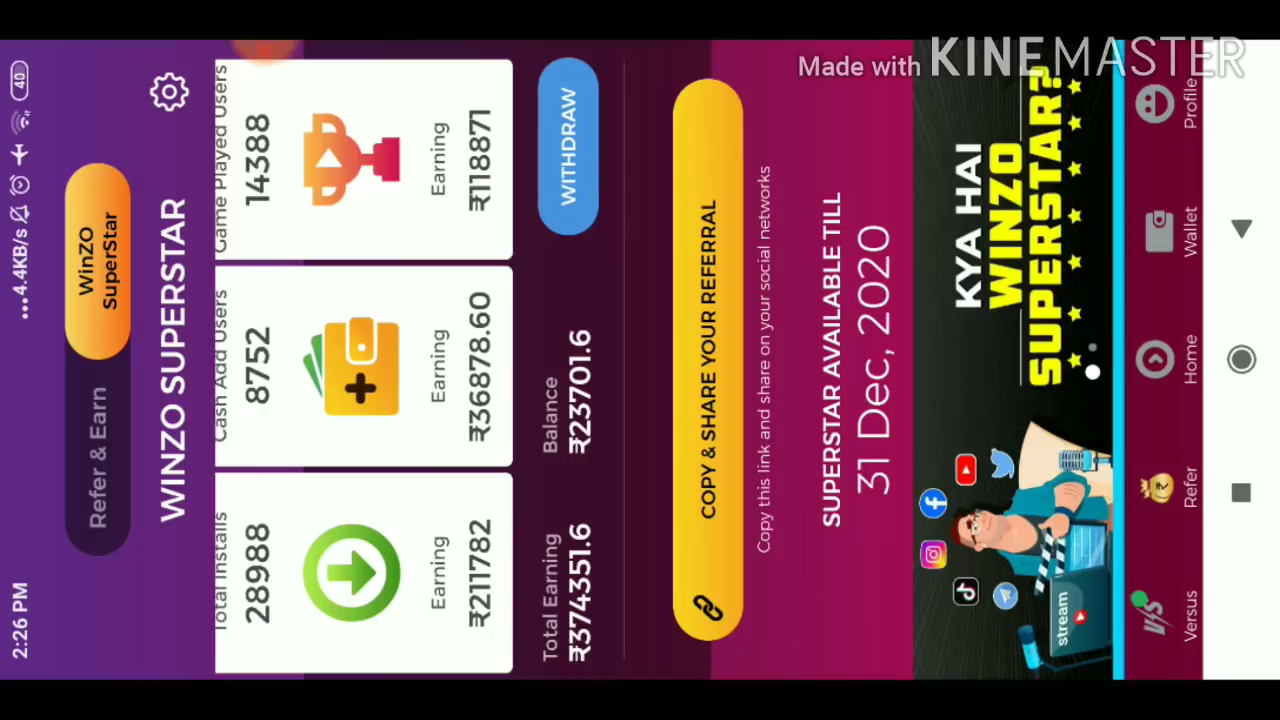 Made with KINEMASTER
2:26 PM
...4.4KB/s
40
Refer & Earn
WinZO
SuperStar
WINZO SUPERSTAR
Total Installs
28988
Earning
₹211782
Cash Add Users
8752
Earning
₹36878.60
Game Played Users
14388
Earning
₹118871
Total Earning
₹374351.6
Balance
₹23701.6
WITHDRAW
COPY & SHARE YOUR REFERRAL
Copy this link and share on your social networks
SUPERSTAR AVAILABLE TILL
31 Dec, 2020
stream
KYA HAI
WINZO
SUPERSTAR?
Versus
Refer
Home
Wallet
Profile